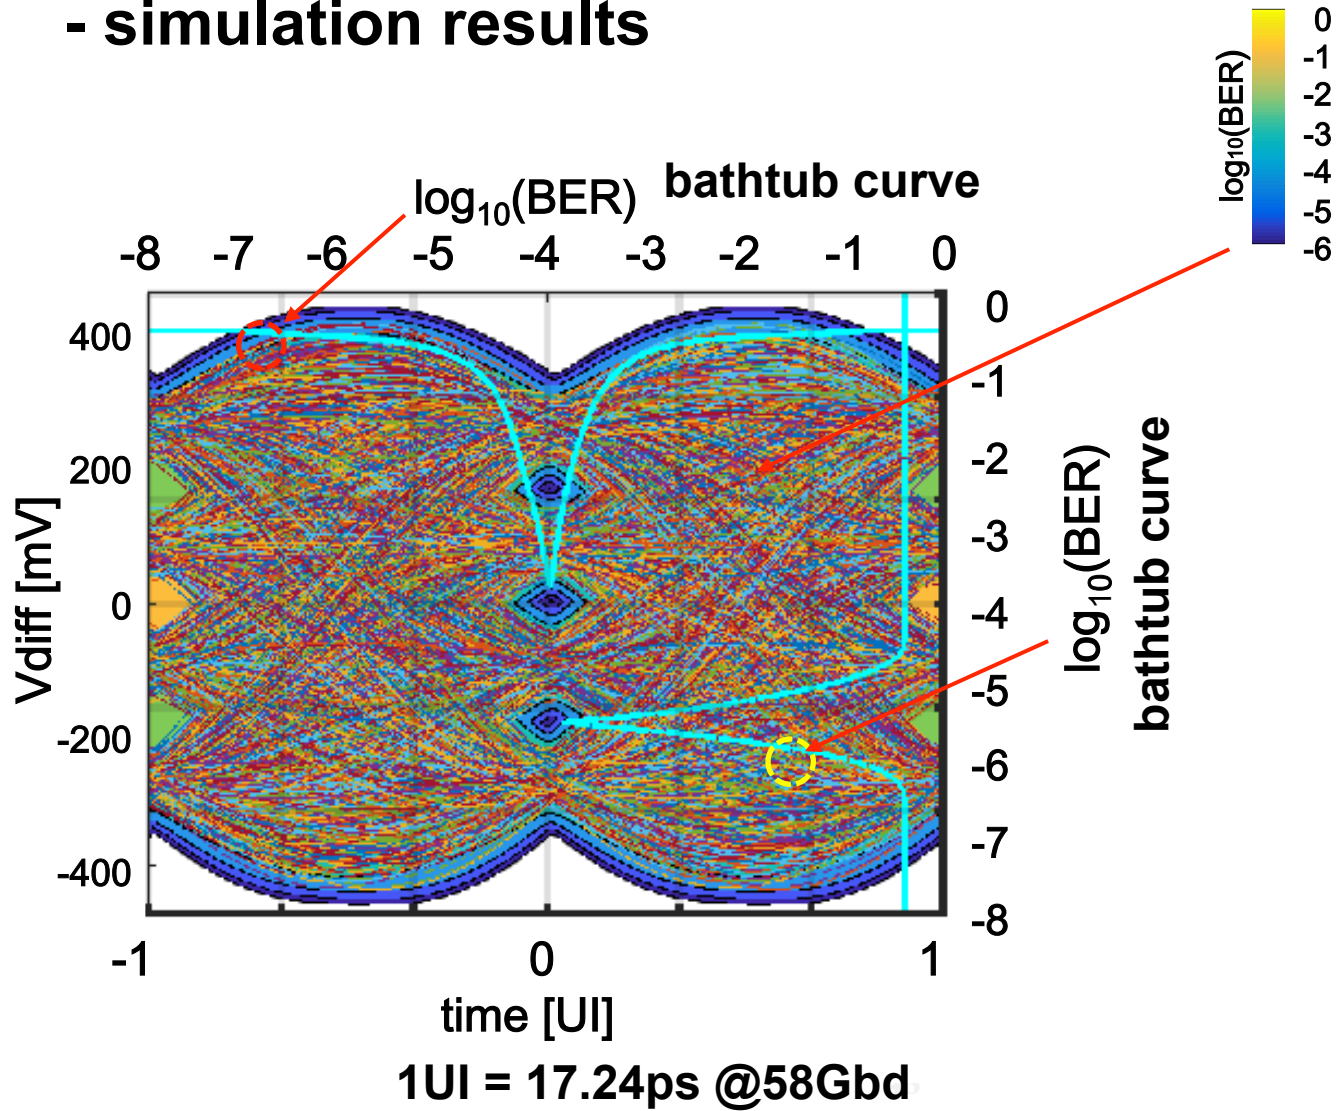 - simulation results
0
-1
-2
-3
-4
-5
-6
log10(BER)
log10(BER) bathtub curve
-8 -7 -6 -5 -4 -3 -2 -1 0
400
200
0
-200
-400
Vdiff [mV]
0
-1
-2
-3
-4
-5
-6
-7
-8
log10(BER)
bathtub curve
-1 0 1
time [UI]
1UI = 17.24ps @58Gbd